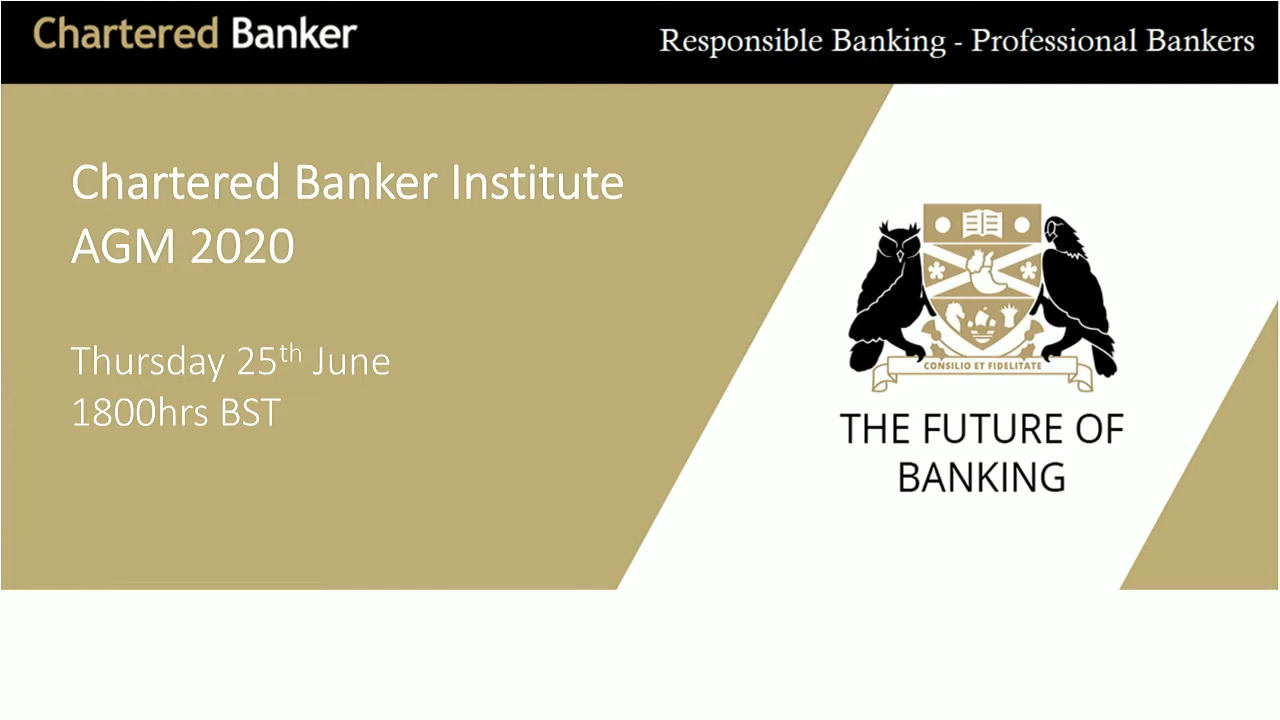 Chartered Banker
Responsible Banking - Professional Bankers
Chartered Banker Institute
AGM 2020
Thursday 25th June
1800hrs BST
CONSILIO ET FIDELITATE
THE FUTURE OF
BANKING